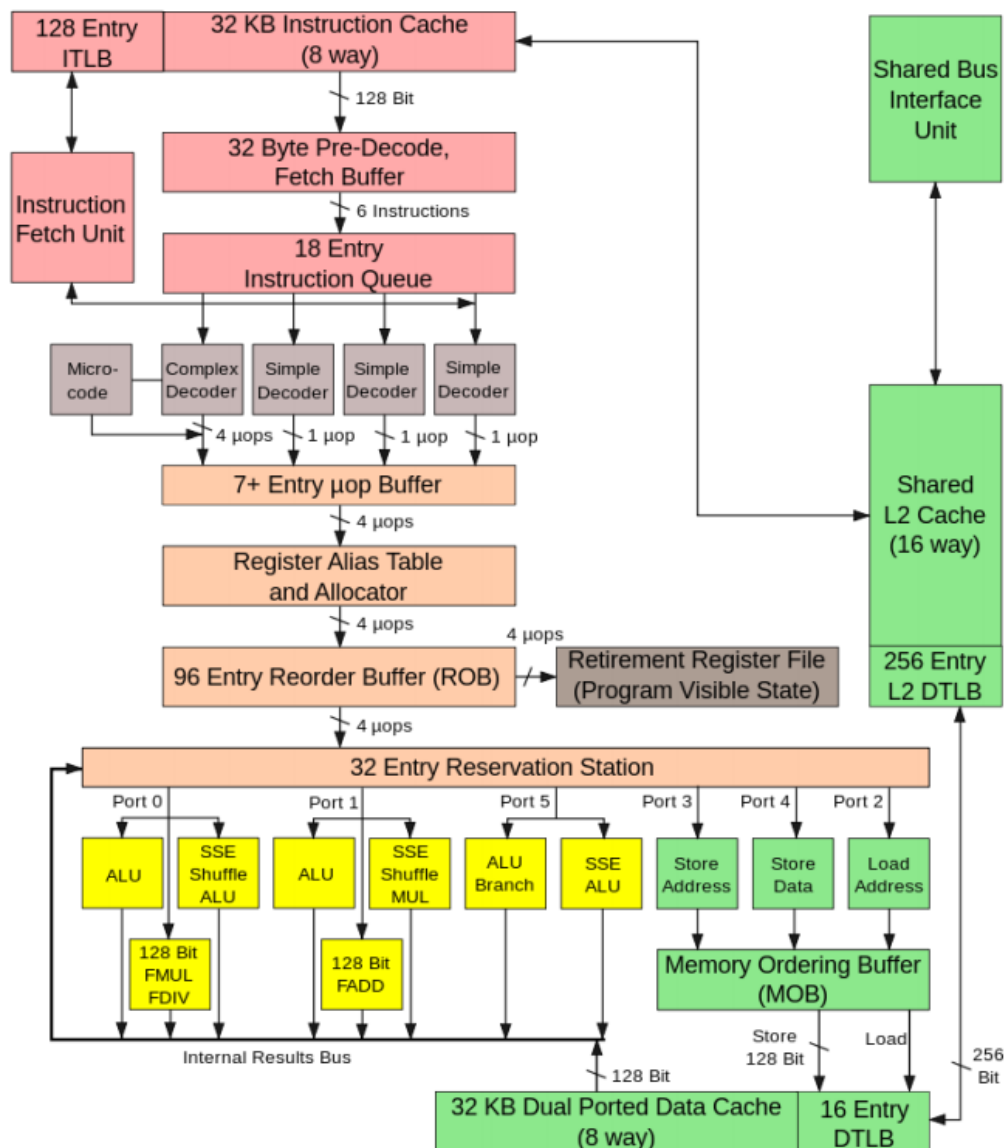 128 Entry
ITLB
32 KB Instruction Cache
(8 way)
Shared Bus
Interface
Unit
128 Bit
32 Byte Pre-Decode,
Fetch Buffer
Instruction
Fetch Unit
6 Instructions
18 Entry
Instruction Queue
Micro-
code
Complex
Decoder
Simple
Decoder
Simple
Decoder
Simple
Decoder
4 µops
1 µop
1 µop
1 µop
7+ Entry µop Buffer
Shared
L2 Cache
(16 way)
4 µops
Register Alias Table
and Allocator
4 µops
4 µops
96 Entry Reorder Buffer (ROB)
Retirement Register File
(Program Visible State)
256 Entry
L2 DTLB
4 µops
32 Entry Reservation Station
Port 0
Port 1
Port 5
Port 3
Port 4
Port 2
ALU
SSE
Shuffle
ALU
ALU
SSE
Shuffle
MUL
ALU
Branch
SSE
ALU
Store
Address
Store
Data
Load
Address
128 Bit
FMUL
FDIV
128 Bit
FADD
Memory Ordering Buffer
(MOB)
Internal Results Bus
Store
128 Bit
Load
128 Bit
256
Bit
32 KB Dual Ported Data Cache
(8 way)
16 Entry
DTLB